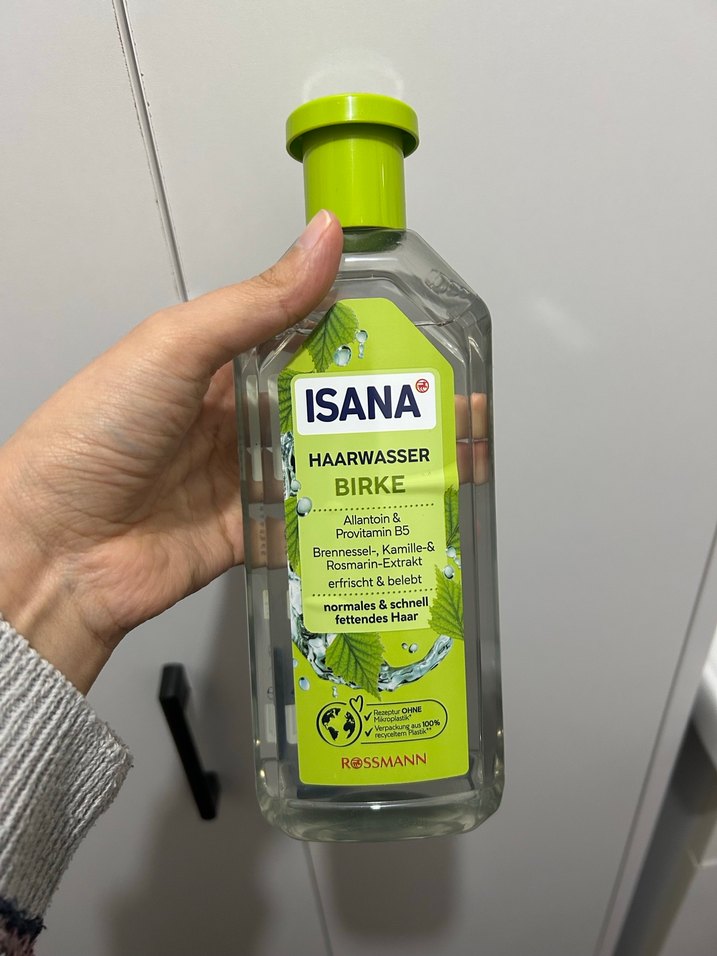 ISANA
HAARWASSER
BIRKE
Allantoin &
Provitamin B5
Brennessel-, Kamille-&
Rosmarin-Extrakt
erfrischt & belebt
normales & schnell
fettendes Haar
Rezeptur OHNE
Mikroplastik*
Verpackung aus 100%
recyceltem Plastik**
ROSSMANN